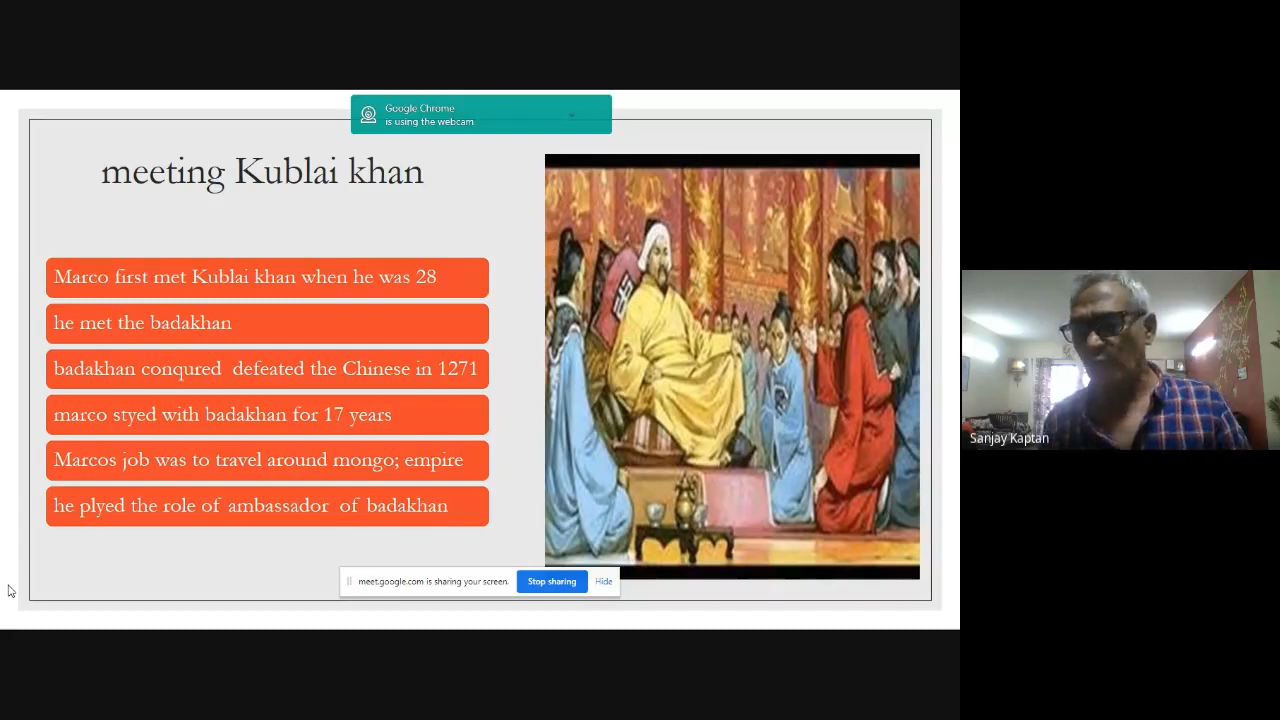 Google Chrome
is using the webcam
meeting Kublai khan
Marco first met Kublai khan when he was 28
he met the badakhan
badakhan conqured  defeated the Chinese in 1271
marco styed with badakhan for 17 years
Marcos job was to travel around mongo; empire
he plyed the role of  ambassador  of  badakhan
meet.google.com is sharing your screen.
Stop sharing
Hide
Sanjay Kaptan